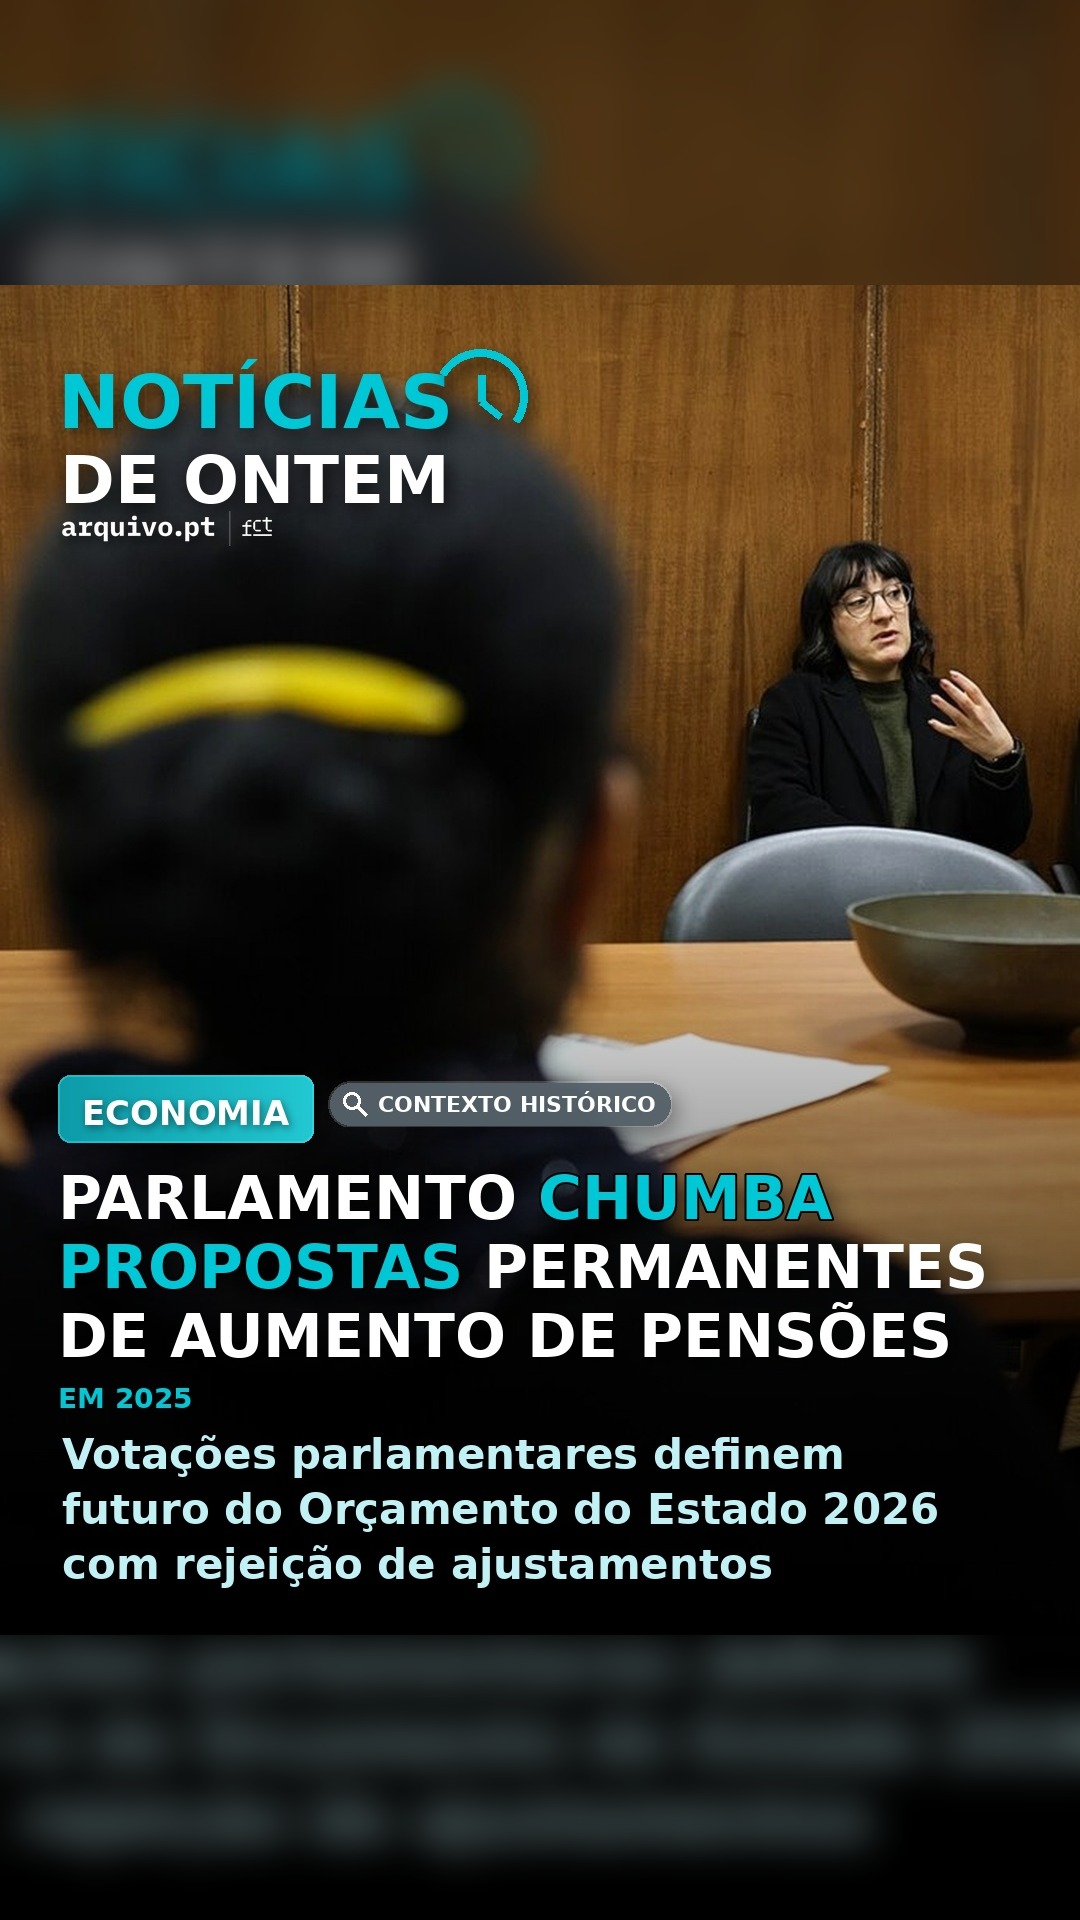 NOTÍCIAS
DE ONTEM
arquivo.pt | fct
ECONOMIA
CONTEXTO HISTÓRICO
PARLAMENTO CHUMBA
PROPOSTAS PERMANENTES
DE AUMENTO DE PENSÕES
EM 2025
Votações parlamentares definem
futuro do Orçamento do Estado 2026
com rejeição de ajustamentos